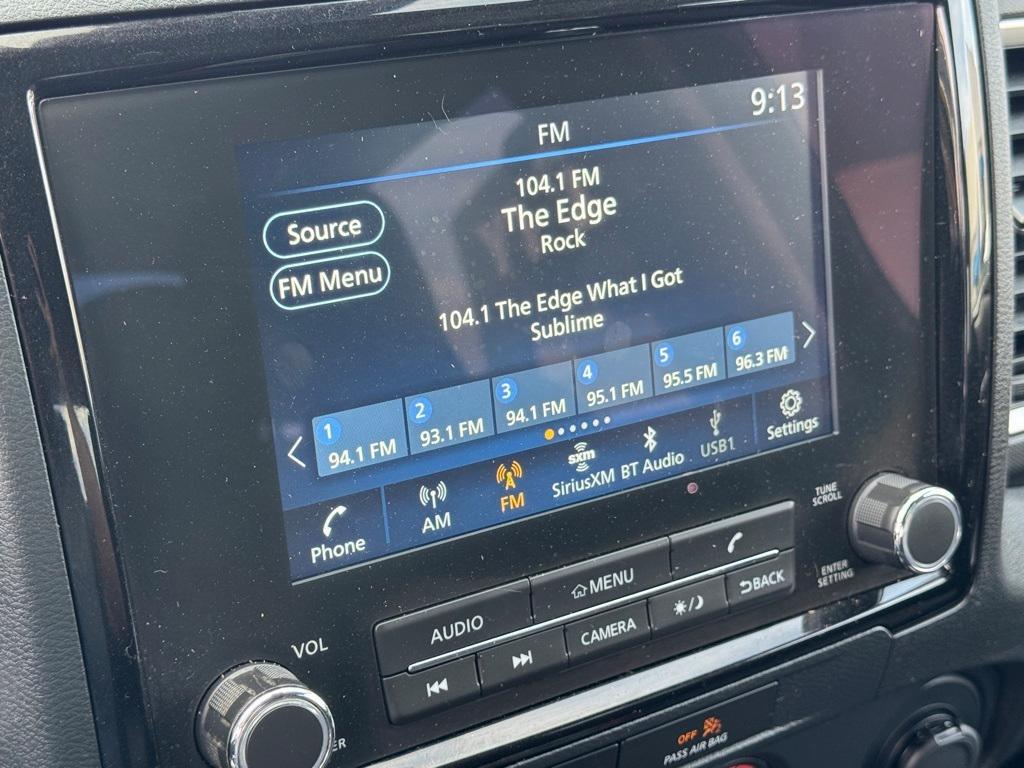 9:13
FM
104.1 FM
The Edge
Rock
Source
FM Menu
104.1 The Edge What I Got
Sublime
1 94.1 FM
2 93.1 FM
3 94.1 FM
4 95.1 FM
5 95.5 FM
6 96.3 FM
Phone
AM
FM
sxm
SiriusXM
BT Audio
USB1
Settings
TUNE
SCROLL
ENTER
SETTING
VOL
AUDIO
MENU
CAMERA
BACK
OFF
PASS AIR BAG